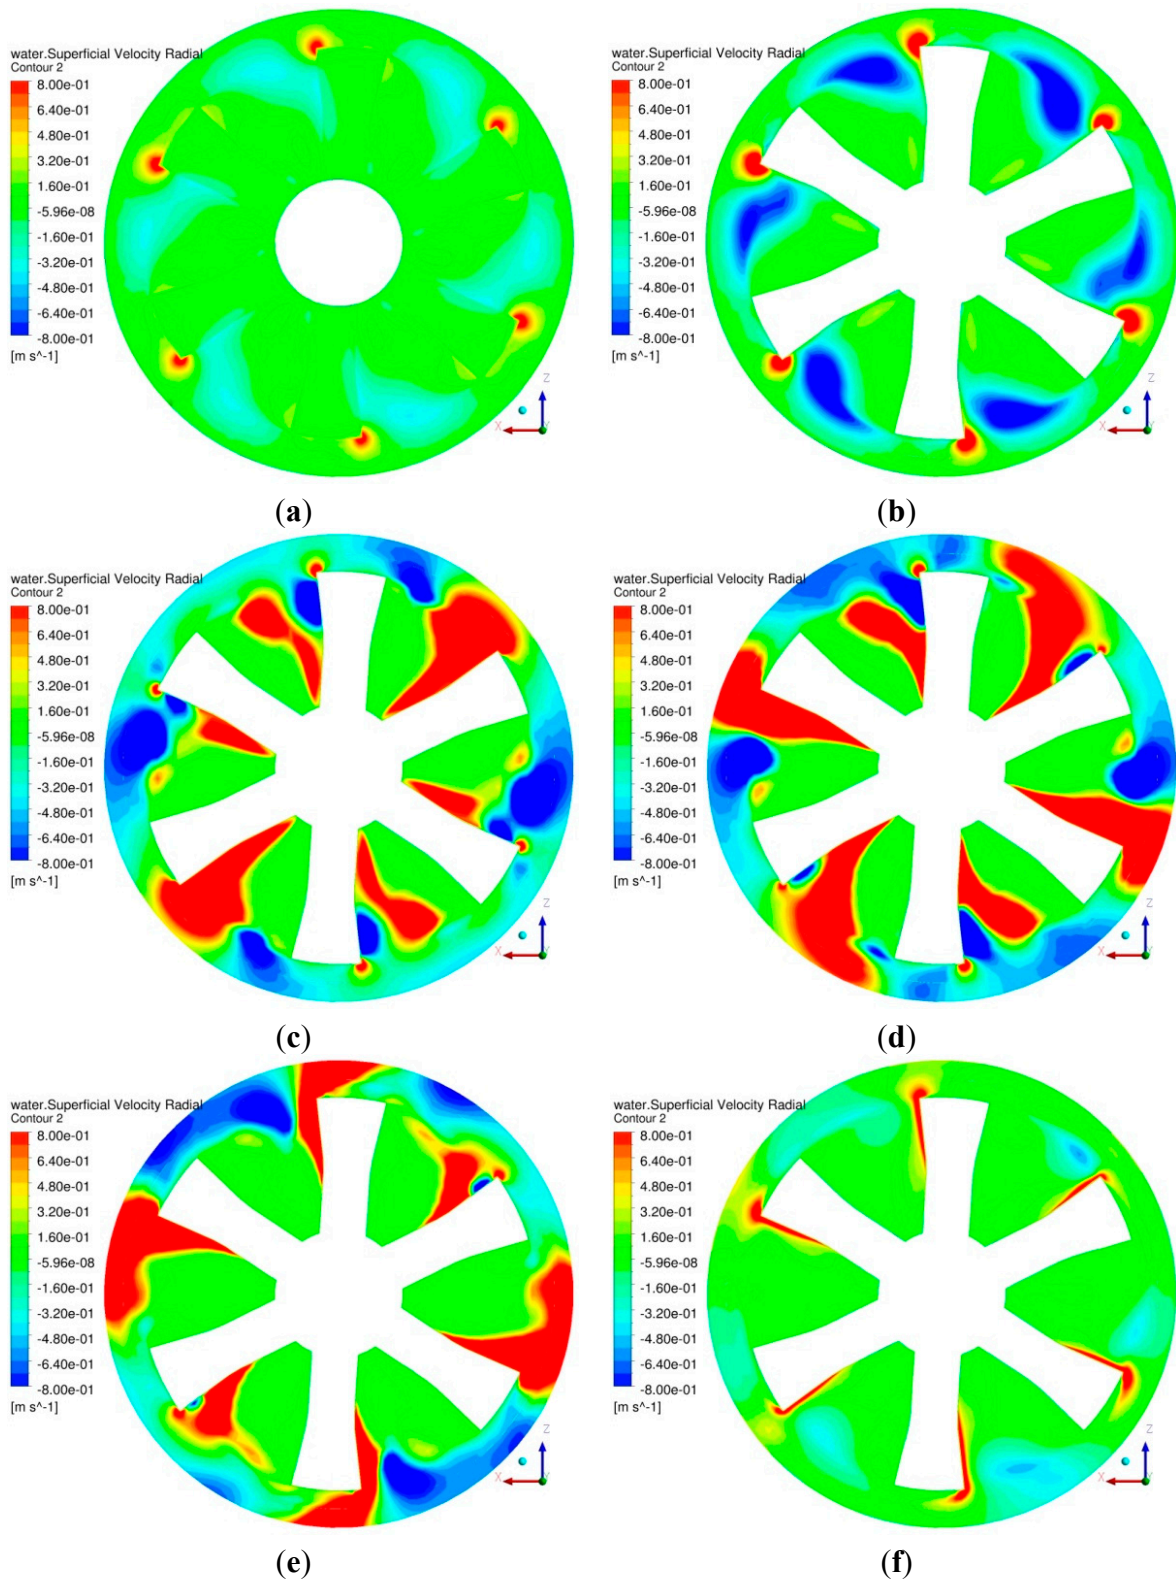 water.Superficial Velocity Radial
Contour 2
8.00e-01
6.40e-01
4.80e-01
3.20e-01
1.60e-01
-5.96e-08
-1.60e-01
-3.20e-01
-4.80e-01
-6.40e-01
-8.00e-01
[m s^-1]
Z
X
Y
(a)
water.Superficial Velocity Radial
Contour 2
8.00e-01
6.40e-01
4.80e-01
3.20e-01
1.60e-01
-5.96e-08
-1.60e-01
-3.20e-01
-4.80e-01
-6.40e-01
-8.00e-01
[m s^-1]
Z
X
Y
(b)
water.Superficial Velocity Radial
Contour 2
8.00e-01
6.40e-01
4.80e-01
3.20e-01
1.60e-01
-5.96e-08
-1.60e-01
-3.20e-01
-4.80e-01
-6.40e-01
-8.00e-01
[m s^-1]
Z
X
Y
(c)
water.Superficial Velocity Radial
Contour 2
8.00e-01
6.40e-01
4.80e-01
3.20e-01
1.60e-01
-5.96e-08
-1.60e-01
-3.20e-01
-4.80e-01
-6.40e-01
-8.00e-01
[m s^-1]
Z
X
Y
(d)
water.Superficial Velocity Radial
Contour 2
8.00e-01
6.40e-01
4.80e-01
3.20e-01
1.60e-01
-5.96e-08
-1.60e-01
-3.20e-01
-4.80e-01
-6.40e-01
-8.00e-01
[m s^-1]
Z
X
Y
(e)
water.Superficial Velocity Radial
Contour 2
8.00e-01
6.40e-01
4.80e-01
3.20e-01
1.60e-01
-5.96e-08
-1.60e-01
-3.20e-01
-4.80e-01
-6.40e-01
-8.00e-01
[m s^-1]
Z
X
Y
(f)